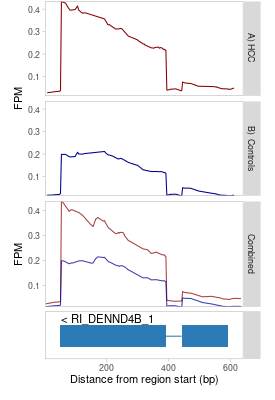 0.4
0.3
0.2
0.1
FPM
A) HCC
0.4
0.3
0.2
0.1
B) Controls
0.4
0.3
0.2
0.1
FPM
Combined
< RI_DENND4B_1
200
400
600
Distance from region start (bp)